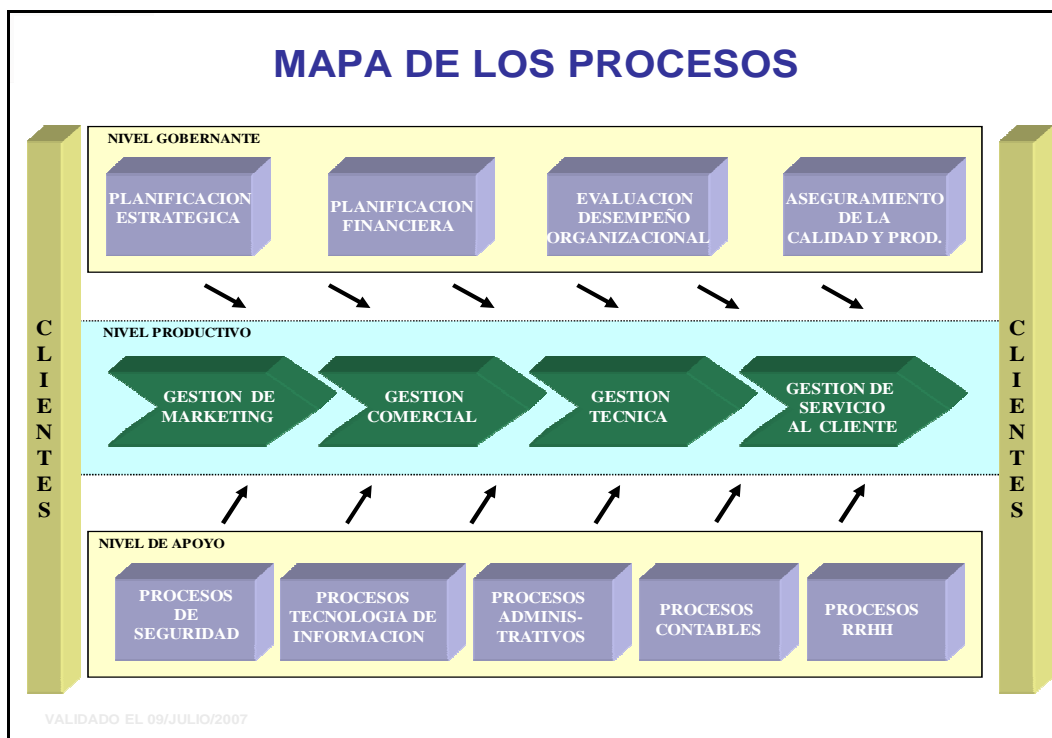 MAPA DE LOS PROCESOS
NIVEL GOBERNANTE
PLANIFICACION
ESTRATEGICA
PLANIFICACION
FINANCIERA
EVALUACION
DESEMPEÑO
ORGANIZACIONAL
ASEGURAMIENTO
DE LA
CALIDAD Y PROD.
CLIENTES
NIVEL PRODUCTIVO
GESTION DE
MARKETING
GESTION
COMERCIAL
GESTION
TECNICA
GESTION DE
SERVICIO
AL CLIENTE
CLIENTES
NIVEL DE APOYO
PROCESOS
DE
SEGURIDAD
PROCESOS
TECNOLOGIA DE
INFORMACION
PROCESOS
ADMINIS-
TRATIVOS
PROCESOS
CONTABLES
PROCESOS
RRHH
VALIDADO EL 09/JULIO/2007